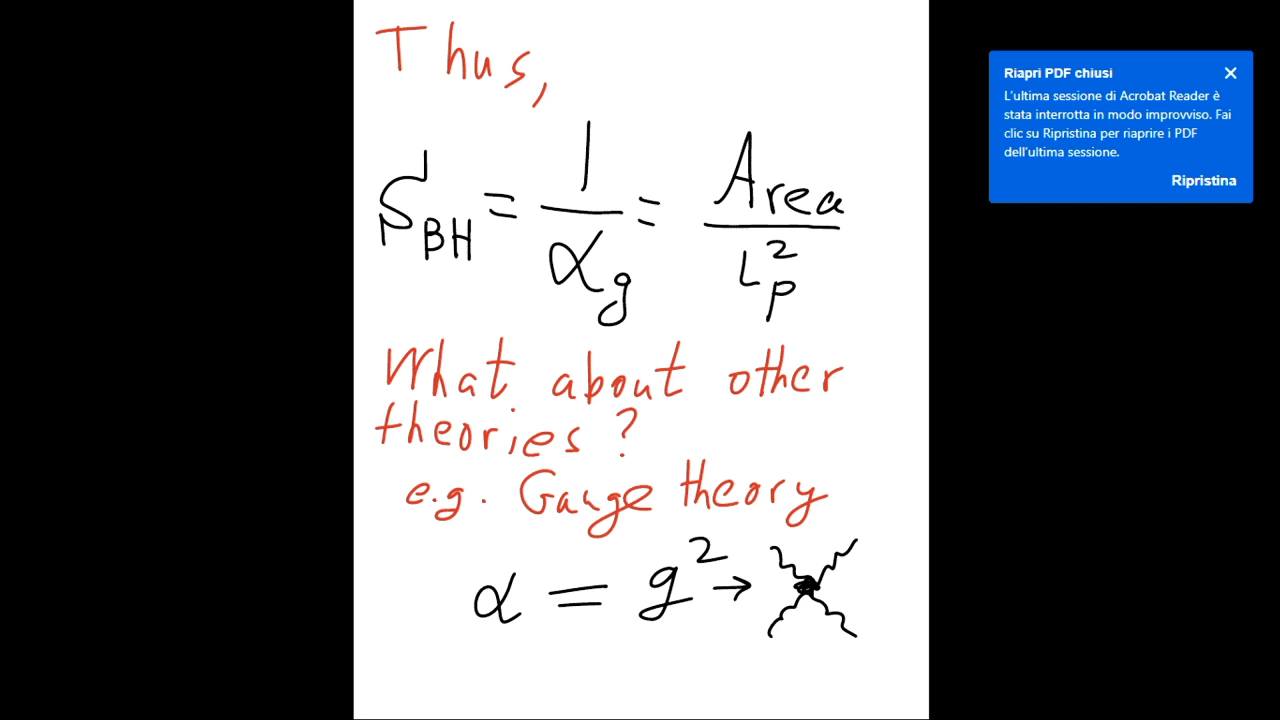 Thus,
S_BH = 1/α_g = Area/L_p^2
What about other
theories?
e.g. Gauge theory
α = g^2 →
Riapri PDF chiusi
L'ultima sessione di Acrobat Reader è
stata interrotta in modo improvviso. Fai
clic su Ripristina per riaprire i PDF
dell'ultima sessione.
Ripristina